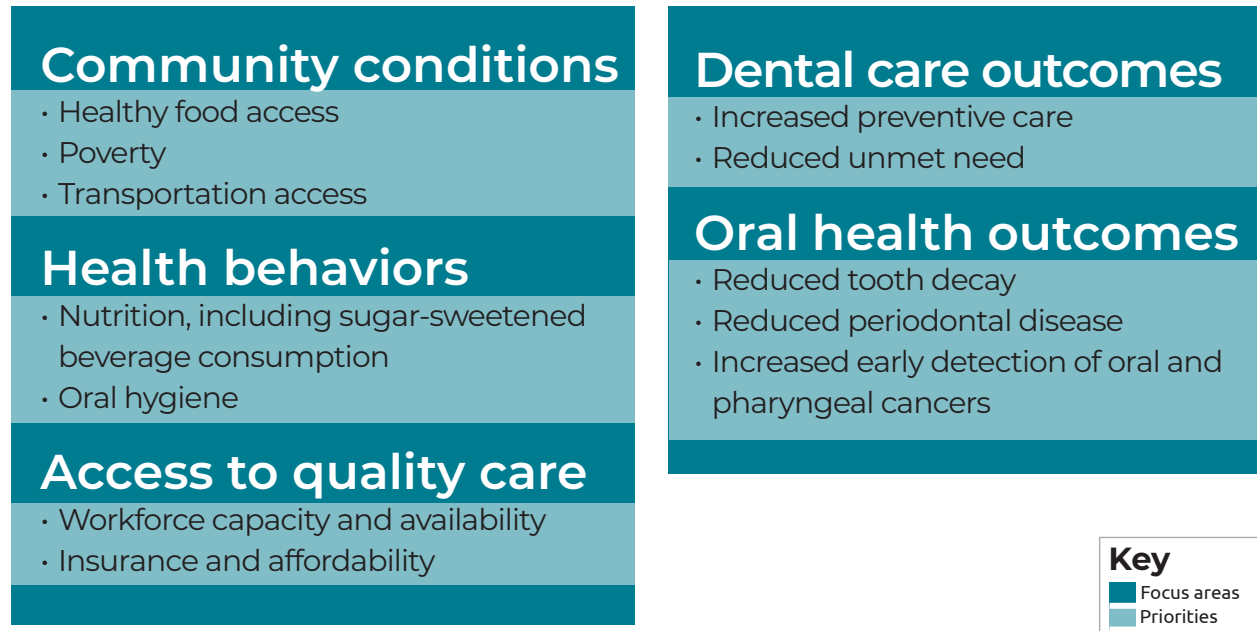 Community conditions
· Healthy food access
· Poverty
· Transportation access
Health behaviors
· Nutrition, including sugar-sweetened
beverage consumption
· Oral hygiene
Access to quality care
· Workforce capacity and availability
· Insurance and affordability
Dental care outcomes
· Increased preventive care
· Reduced unmet need
Oral health outcomes
· Reduced tooth decay
· Reduced periodontal disease
· Increased early detection of oral and
pharyngeal cancers
Key
Focus areas
Priorities